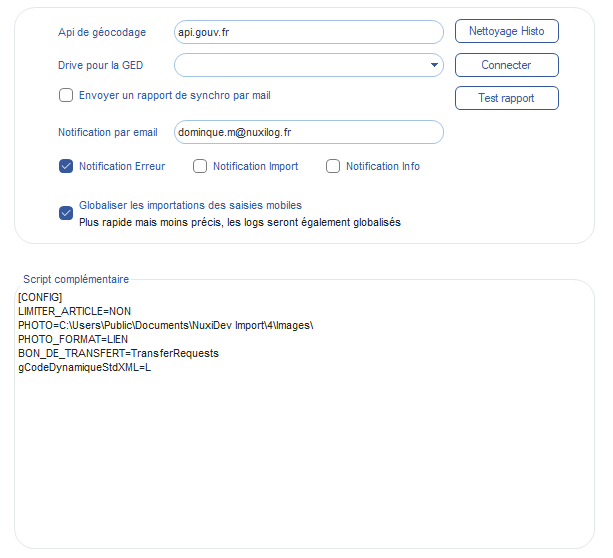 Api de géocodage
api.gouv.fr
Nettoyage Histo
Drive pour la GED
Connecter
Envoyer un rapport de synchro par mail
Test rapport
Notification par email
dominque.m@nuxilog.fr
Notification Erreur
Notification Import
Notification Info
Globaliser les importations des saisies mobiles
Plus rapide mais moins précis, les logs seront également globalisés
Script complémentaire
[CONFIG]
LIMITER_ARTICLE=NON
PHOTO=C:\Users\Public\Documents\NuxiDev Import\4\Images\
PHOTO_FORMAT=LIEN
BON_DE_TRANSFERT=TransferRequests
gCodeDynamiqueStdXML=L